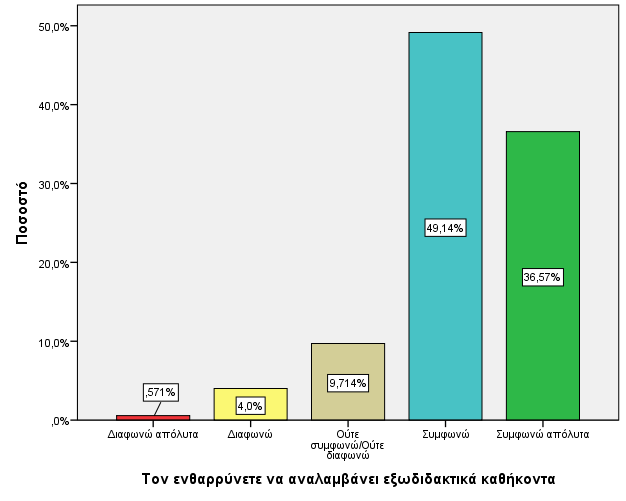 Ποσοστό
50,0%
40,0%
30,0%
20,0%
10,0%
,0%
,571%
4,0%
9,714%
49,14%
36,57%
Διαφωνώ απόλυτα
Διαφωνώ
Ούτε
συμφωνώ/Ούτε
διαφωνώ
Συμφωνώ
Συμφωνώ απόλυτα
Τον ενθαρρύνετε να αναλαμβάνει εξωδιδακτικά καθήκοντα